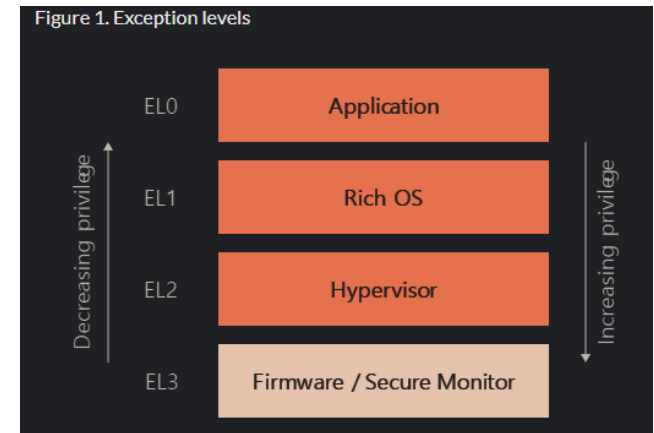 Figure 1. Exception levels
EL0
Application
EL1
Rich OS
EL2
Hypervisor
EL3
Firmware / Secure Monitor
Decreasing privilege
Increasing privilege